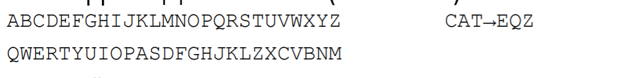 ABCDEFGHIJKLMNOPQRSTUVWXYZ CAT→EQZ
QWERTYUIOPASDFGHJKLZXCVBNM